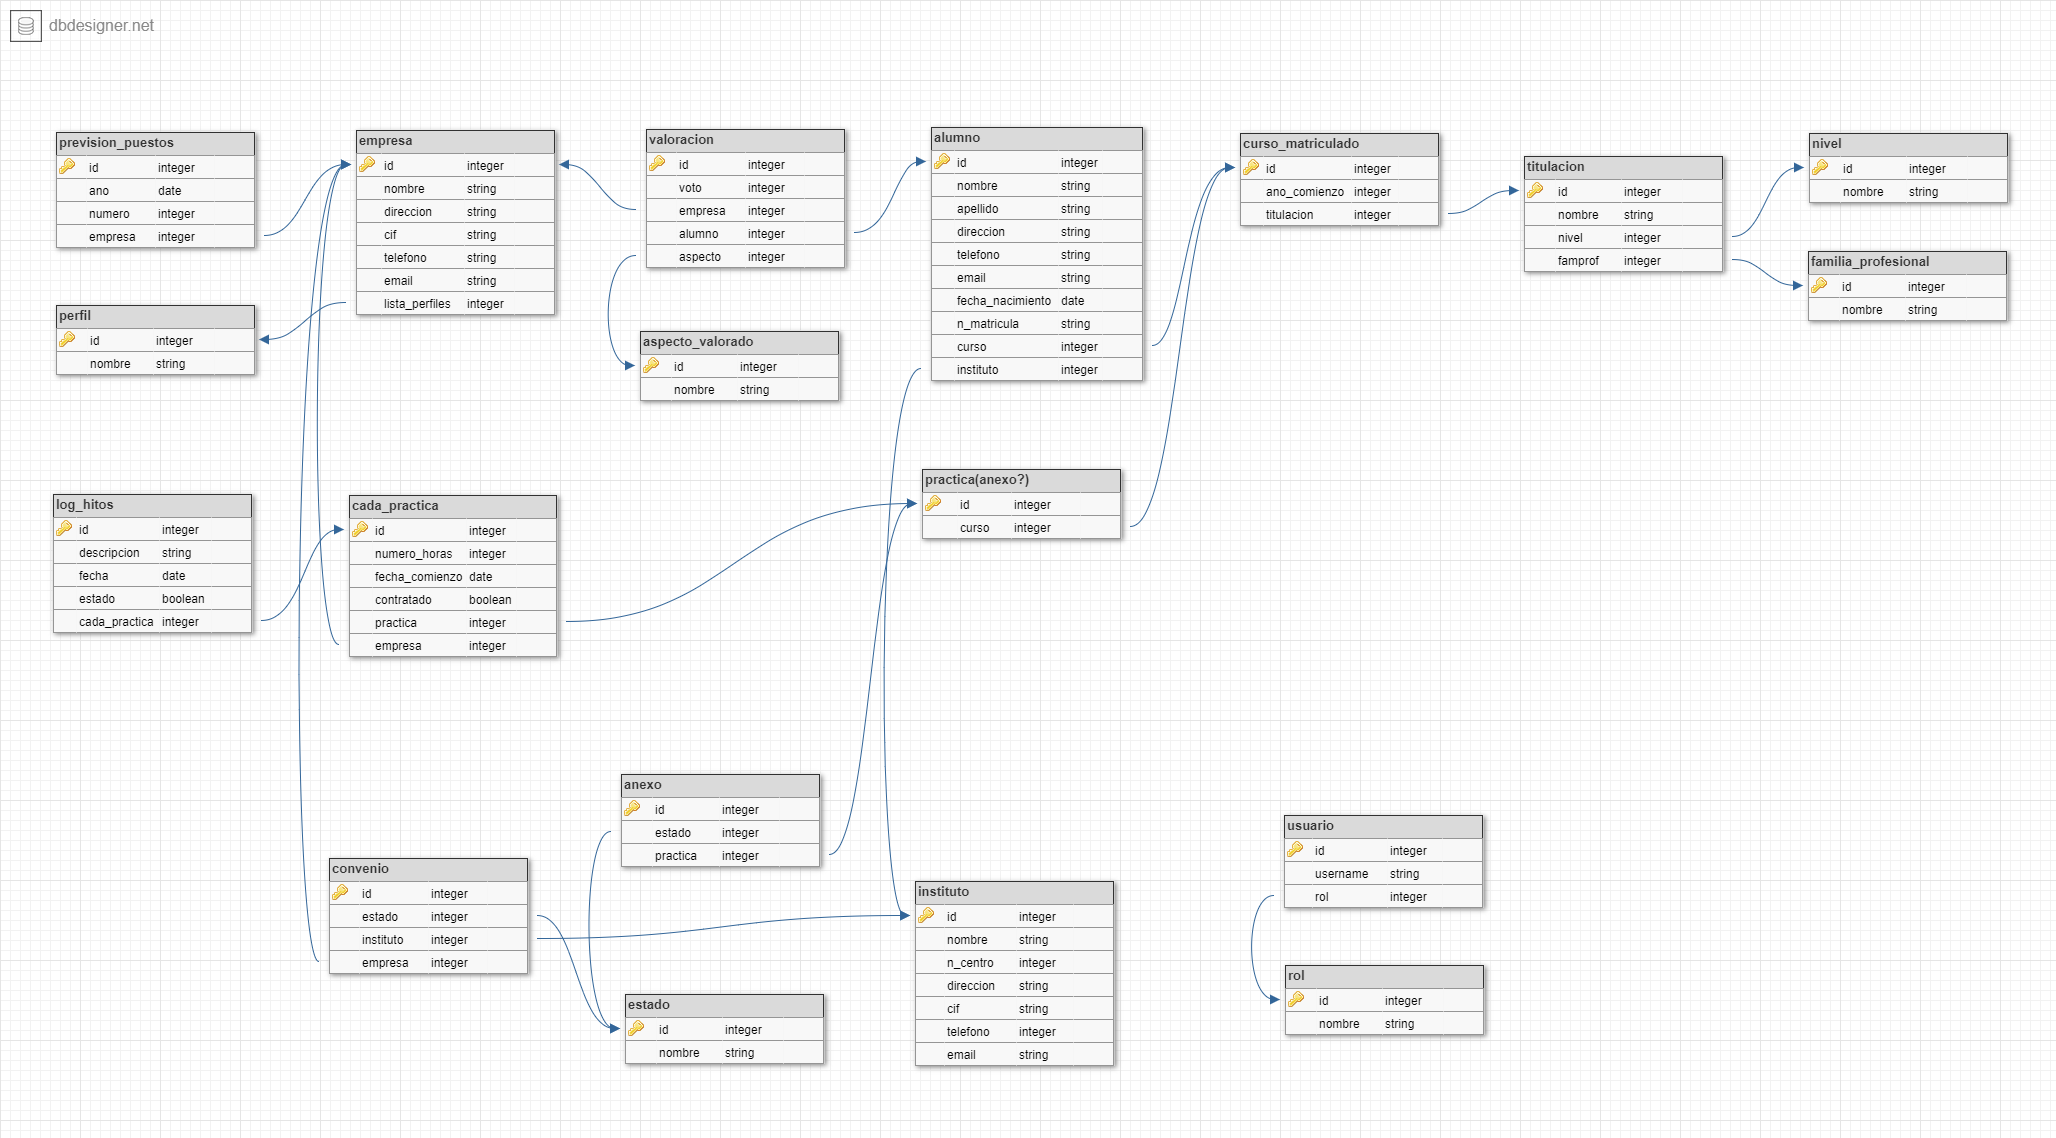 dbdesigner.net
prevision_puestos
id integer
ano date
numero integer
empresa integer
empresa
id integer
nombre string
direccion string
cif string
telefono string
email string
lista_perfiles integer
valoracion
id integer
voto integer
empresa integer
alumno integer
aspecto integer
alumno
id integer
nombre string
apellido string
direccion string
telefono string
email string
fecha_nacimiento date
n_matricula string
curso integer
instituto integer
curso_matriculado
id integer
ano_comienzo integer
titulacion integer
titulacion
id integer
nombre string
nivel integer
famprof integer
nivel
id integer
nombre string
familia_profesional
id integer
nombre string
perfil
id integer
nombre string
aspecto_valorado
id integer
nombre string
log_hitos
id integer
descripcion string
fecha date
estado boolean
cada_practica integer
cada_practica
id integer
numero_horas integer
fecha_comienzo date
contratado boolean
practica integer
empresa integer
practica(anexo?)
id integer
curso integer
anexo
id integer
estado integer
practica integer
convenio
id integer
estado integer
instituto integer
empresa integer
estado
id integer
nombre string
instituto
id integer
nombre string
n_centro integer
direccion string
cif string
telefono integer
email string
usuario
id integer
username string
rol integer
rol
id integer
nombre string